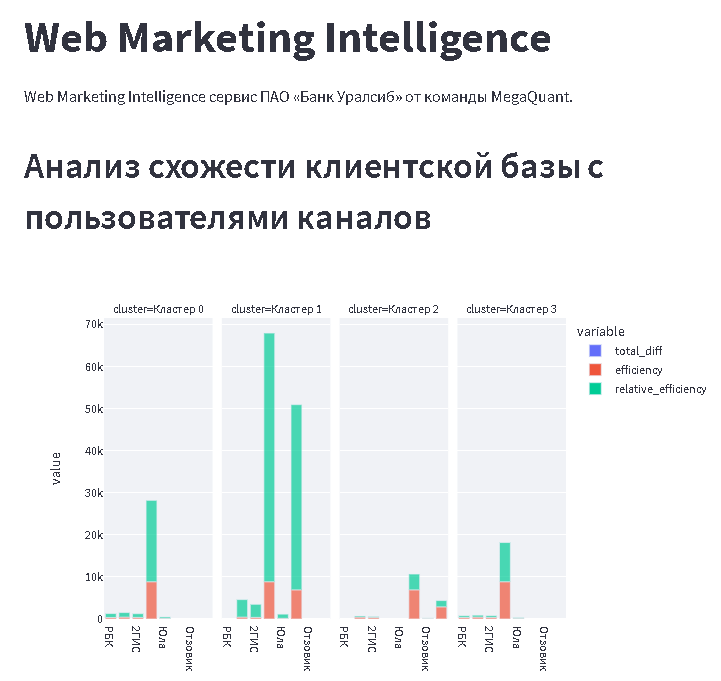 Web Marketing Intelligence
Web Marketing Intelligence сервис ПАО «Банк Уралсиб» от команды MegaQuant.
Анализ схожести клиентской базы с
пользователями каналов
cluster=Кластер 0
cluster=Кластер 1
cluster=Кластер 2
cluster=Кластер 3
variable
total_diff
efficiency
relative_efficiency
value
70k
60k
50k
40k
30k
20k
10k
0
РБК
2ГИС
Юла
Отзовик
РБК
2ГИС
Юла
Отзовик
РБК
2ГИС
Юла
Отзовик
РБК
2ГИС
Юла
Отзовик